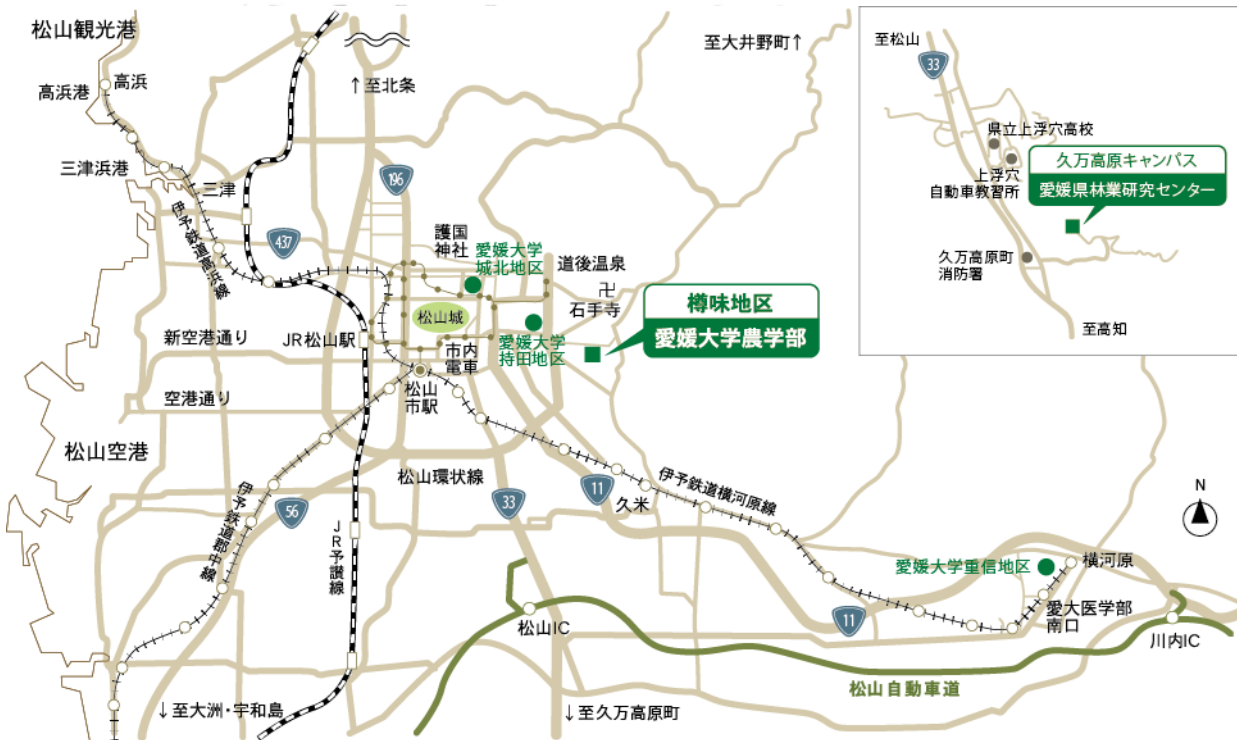 松山観光港
高浜
高浜港
三津浜港
三津
伊予鉄道高浜線
437
↑至北条
196
至大井野町↑
護国
神社
愛媛大学
城北地区
道後温泉
卍
石手寺
松山城
樽味地区
愛媛大学農学部
愛媛大学
持田地区
市内
電車
新空港通り
JR松山駅
松山
市駅
空港通り
松山空港
松山環状線
伊予鉄道郡中線
56
JR予讃線
33
11
久米
伊予鉄道横河原線
愛媛大学重信地区
横河原
愛大医学部
南口
11
松山IC
川内IC
松山自動車道
↓至大洲・宇和島
↓至久万高原町
N
至松山
33
県立上浮穴高校
上浮穴
自動車教習所
久万高原キャンパス
愛媛県林業研究センター
久万高原町
消防署
至高知